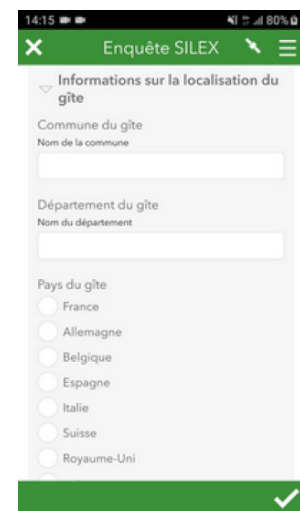 14:15 80%
Enquête SILEX
Informations sur la localisation du
gîte
Commune du gîte
Nom de la commune
Département du gîte
Nom du département
Pays du gîte
France
Allemagne
Belgique
Espagne
Italie
Suisse
Royaume-Uni